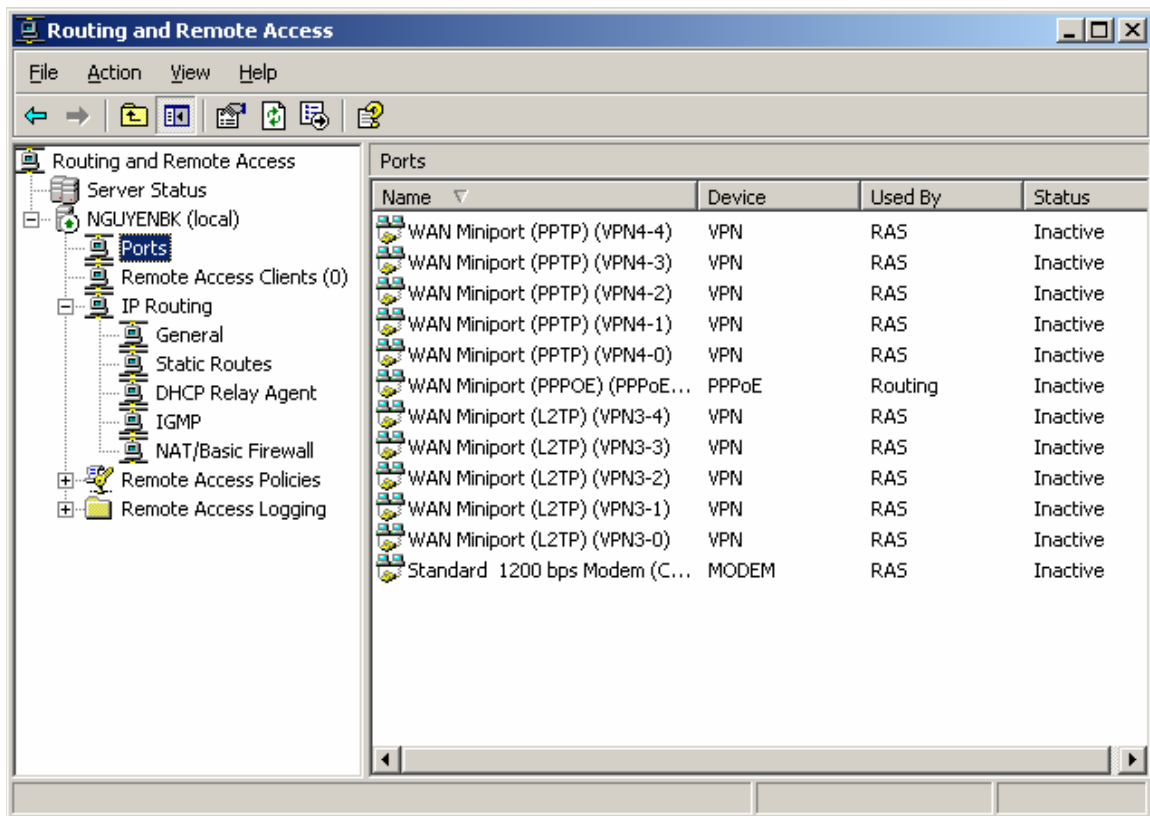 Routing and Remote Access
File Action View Help
Routing and Remote Access
Server Status
NGUYENBK (local)
Ports
Remote Access Clients (0)
IP Routing
General
Static Routes
DHCP Relay Agent
IGMP
NAT/Basic Firewall
Remote Access Policies
Remote Access Logging
Ports
Name Device Used By Status
WAN Miniport (PPTP) (VPN4-4) VPN RAS Inactive
WAN Miniport (PPTP) (VPN4-3) VPN RAS Inactive
WAN Miniport (PPTP) (VPN4-2) VPN RAS Inactive
WAN Miniport (PPTP) (VPN4-1) VPN RAS Inactive
WAN Miniport (PPTP) (VPN4-0) VPN RAS Inactive
WAN Miniport (PPPOE) (PPPoE... PPPoE Routing Inactive
WAN Miniport (L2TP) (VPN3-4) VPN RAS Inactive
WAN Miniport (L2TP) (VPN3-3) VPN RAS Inactive
WAN Miniport (L2TP) (VPN3-2) VPN RAS Inactive
WAN Miniport (L2TP) (VPN3-1) VPN RAS Inactive
WAN Miniport (L2TP) (VPN3-0) VPN RAS Inactive
Standard 1200 bps Modem (C... MODEM RAS Inactive